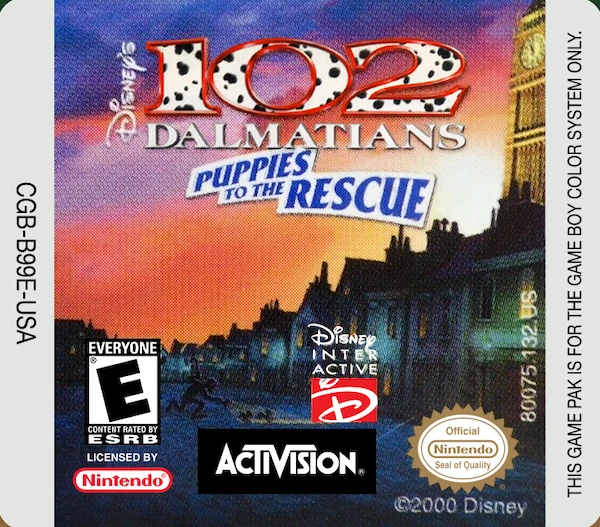 Disney's
102
DALMATIANS
PUPPIES
TO THE RESCUE
CGB-B99E-USA
THIS GAME PAK IS FOR THE GAME BOY COLOR SYSTEM ONLY.
80075.132.US
EVERYONE
E
CONTENT RATED BY
ESRB
LICENSED BY
Nintendo®
Disney
INTER
ACTIVE
D
ACTIVISION®
Official
Nintendo
Seal of Quality
©2000 Disney